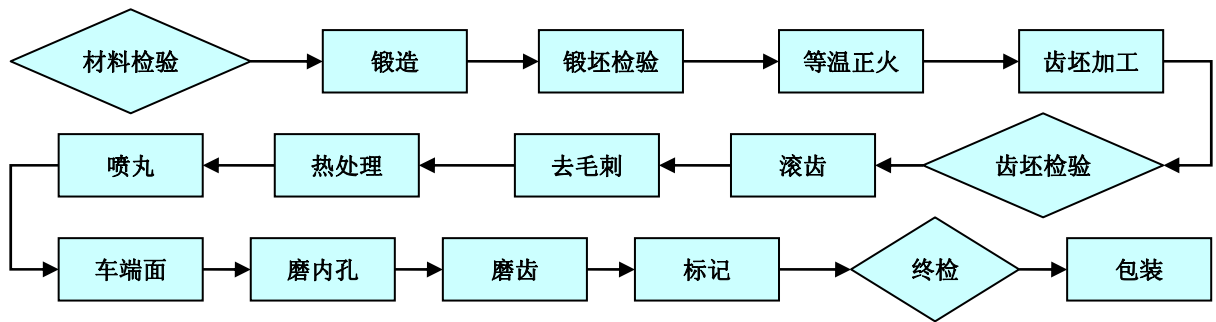 材料检验
锻造
锻坯检验
等温正火
齿坯加工
齿坯检验
滚齿
去毛刺
热处理
喷丸
车端面
磨内孔
磨齿
标记
终检
包装